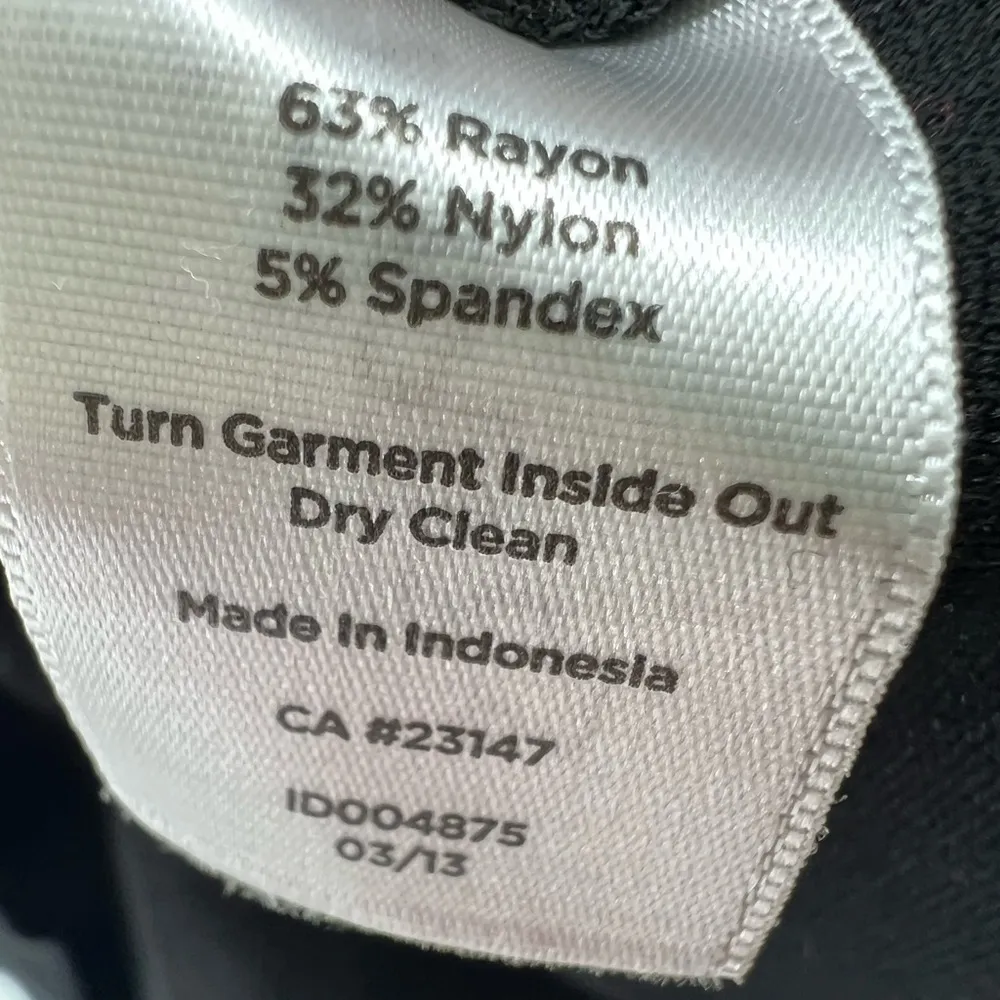 63% Rayon
32% Nylon
5% Spandex
Turn Garment Inside Out
Dry Clean
Made In Indonesia
CA #23147
ID004875
03/13